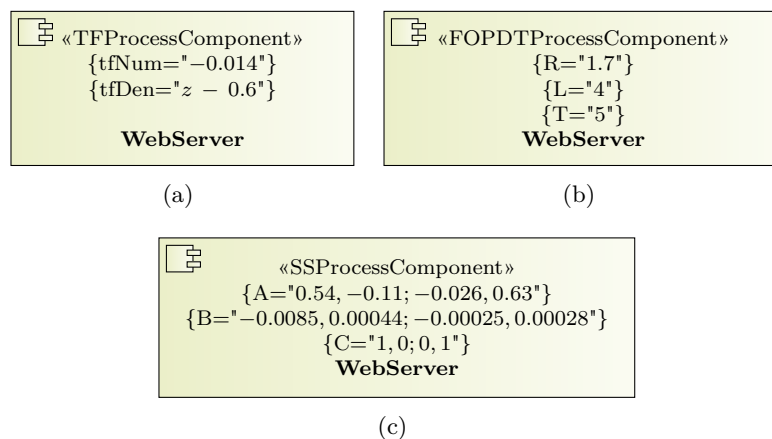 «TFProcessComponent»
{tfNum="−0.014"}
{tfDen="z − 0.6"}
WebServer
(a)
«FOPDTProcessComponent»
{R="1.7"}
{L="4"}
{T="5"}
WebServer
(b)
«SSProcessComponent»
{A="0.54, −0.11; −0.026, 0.63"}
{B="−0.0085, 0.00044; −0.00025, 0.00028"}
{C="1, 0; 0, 1"}
WebServer
(c)